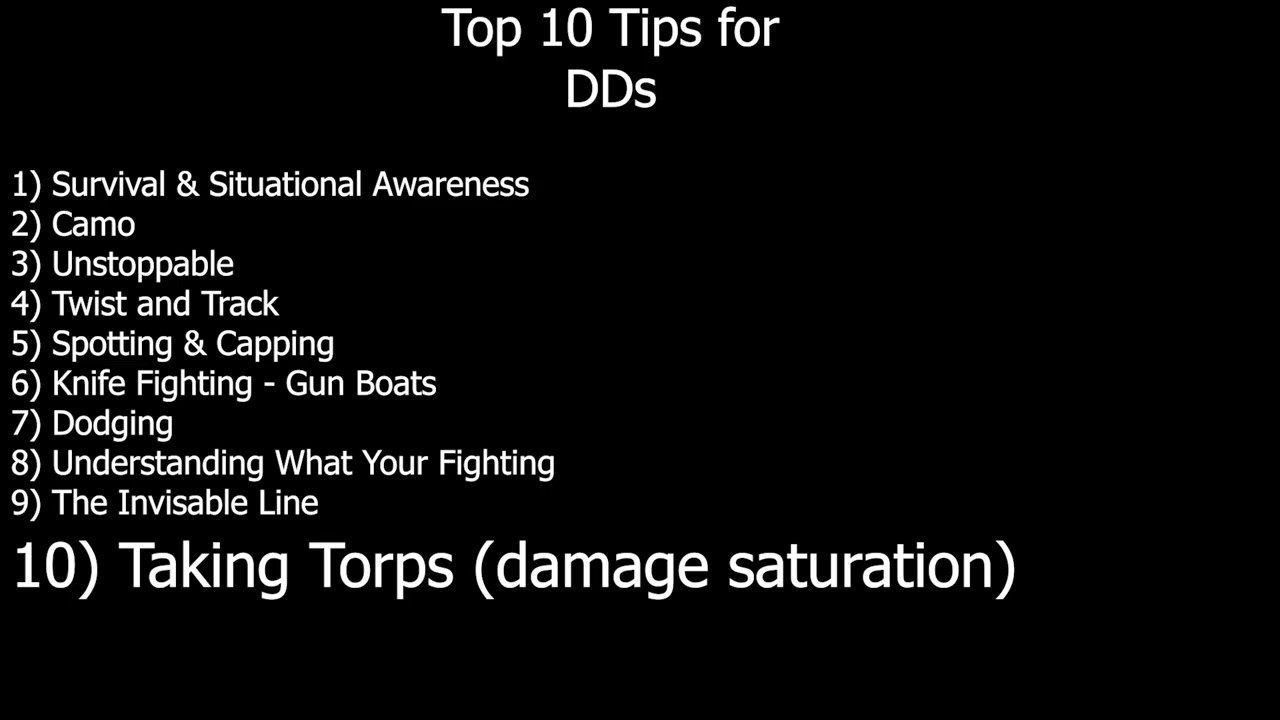 Top 10 Tips for
DDs
1) Survival & Situational Awareness
2) Camo
3) Unstoppable
4) Twist and Track
5) Spotting & Capping
6) Knife Fighting - Gun Boats
7) Dodging
8) Understanding What Your Fighting
9) The Invisable Line
10) Taking Torps (damage saturation)